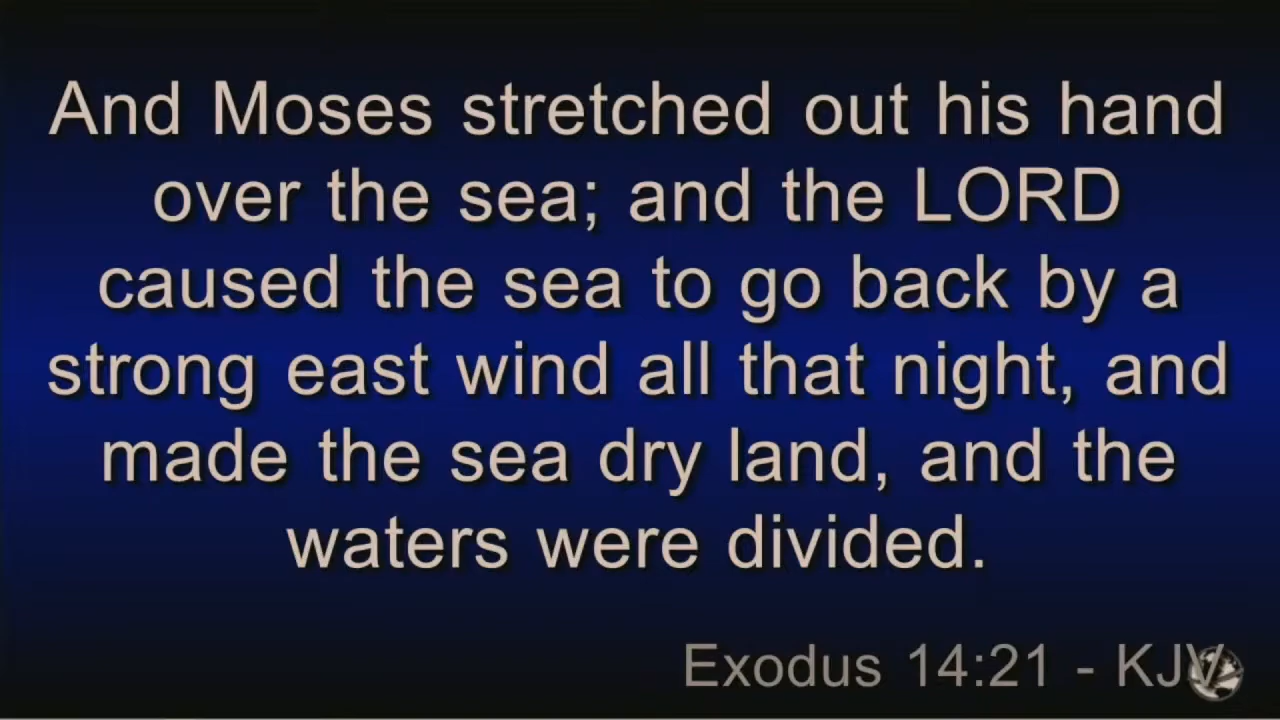 And Moses stretched out his hand
over the sea; and the LORD
caused the sea to go back by a
strong east wind all that night, and
made the sea dry land, and the
waters were divided.
Exodus 14:21 - KJV